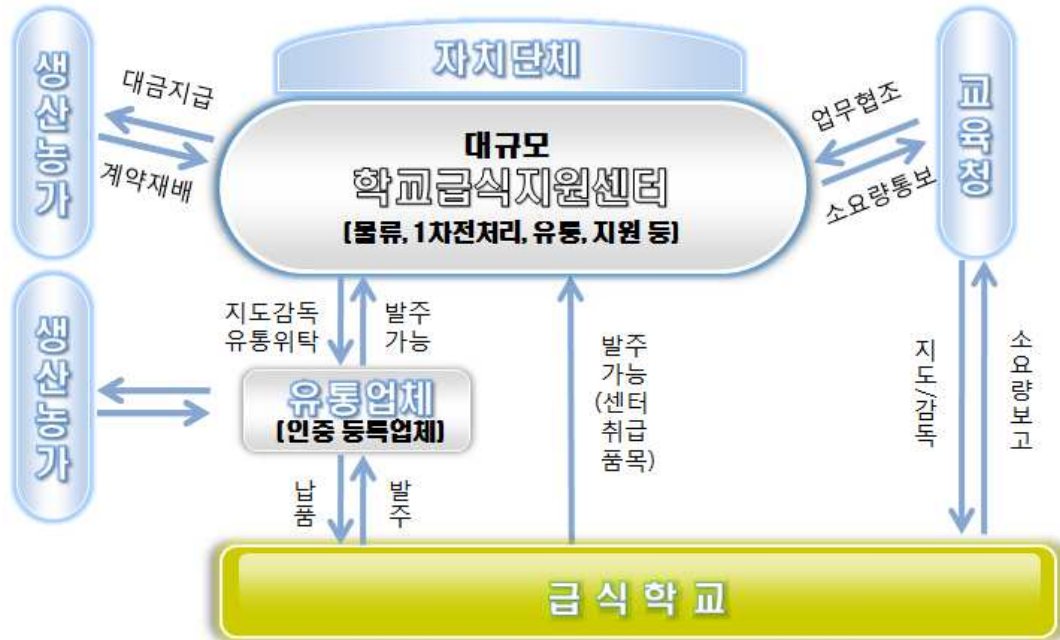 자치단체
생산농가
대금지급
계약재배
대규모
학교급식지원센터
(물류, 1차전처리, 유통, 지원 등)
업무협조
소요량통보
교육청
생산농가
지도감독
유통위탁
발주
가능
유통업체
(인증 등특업체)
발주
가능
(센터
취급
품목)
지도/감독
소요량보고
납품
발주
급식학교